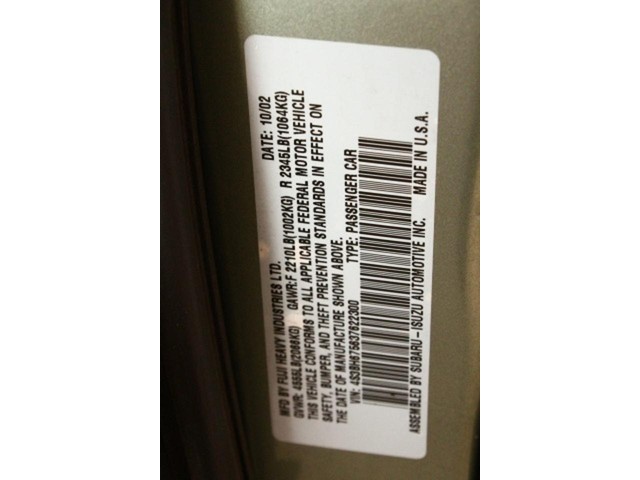 MFD BY FUJI HEAVY INDUSTRIES LTD. DATE: 10/02
GVWR: 4555LB(2066KG) GAWR:F 2210LB(1002KG) R 2345LB(1064KG)
THIS VEHICLE CONFORMS TO ALL APPLICABLE FEDERAL MOTOR VEHICLE
SAFETY, BUMPER, AND THEFT PREVENTION STANDARDS IN EFFECT ON
THE DATE OF MANUFACTURE SHOWN ABOVE.
VIN: 4S3BH675637622300 TYPE: PASSENGER CAR
ASSEMBLED BY SUBARU-ISUZU AUTOMOTIVE INC. MADE IN U.S.A.